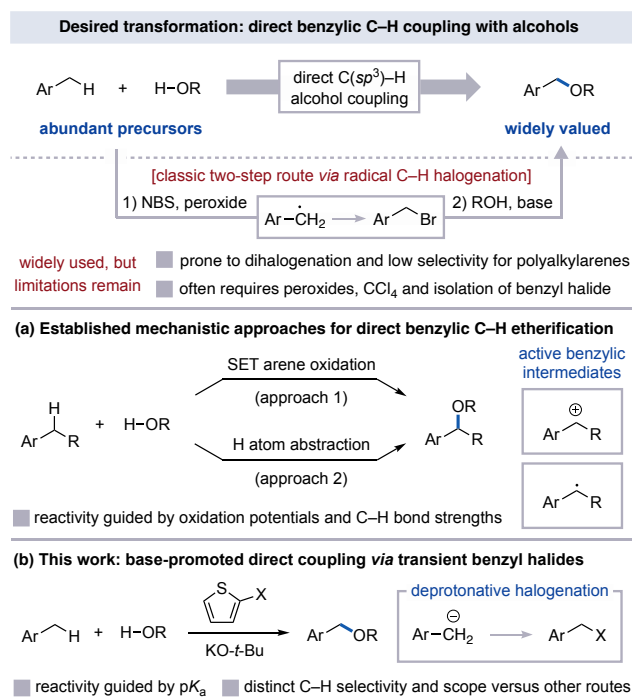 Desired transformation: direct benzylic C–H coupling with alcohols
Ar H + H–OR direct C(sp³)–H alcohol coupling Ar OR
abundant precursors widely valued
[classic two-step route via radical C–H halogenation]
1) NBS, peroxide Ar–ĊH₂ Ar Br 2) ROH, base
widely used, but
limitations remain
prone to dihalogenation and low selectivity for polyalkylarenes
often requires peroxides, CCl₄ and isolation of benzyl halide
(a) Established mechanistic approaches for direct benzylic C–H etherification
SET arene oxidation
(approach 1)
H atom abstraction
(approach 2)
H
Ar R + H–OR
OR
Ar R
active benzylic
intermediates
⊕
Ar R
·
Ar R
reactivity guided by oxidation potentials and C–H bond strengths
(b) This work: base-promoted direct coupling via transient benzyl halides
S X
Ar H + H–OR KO-t-Bu Ar OR
deprotonative halogenation
⊖
Ar–CH₂ Ar X
reactivity guided by pKₐ distinct C–H selectivity and scope versus other routes